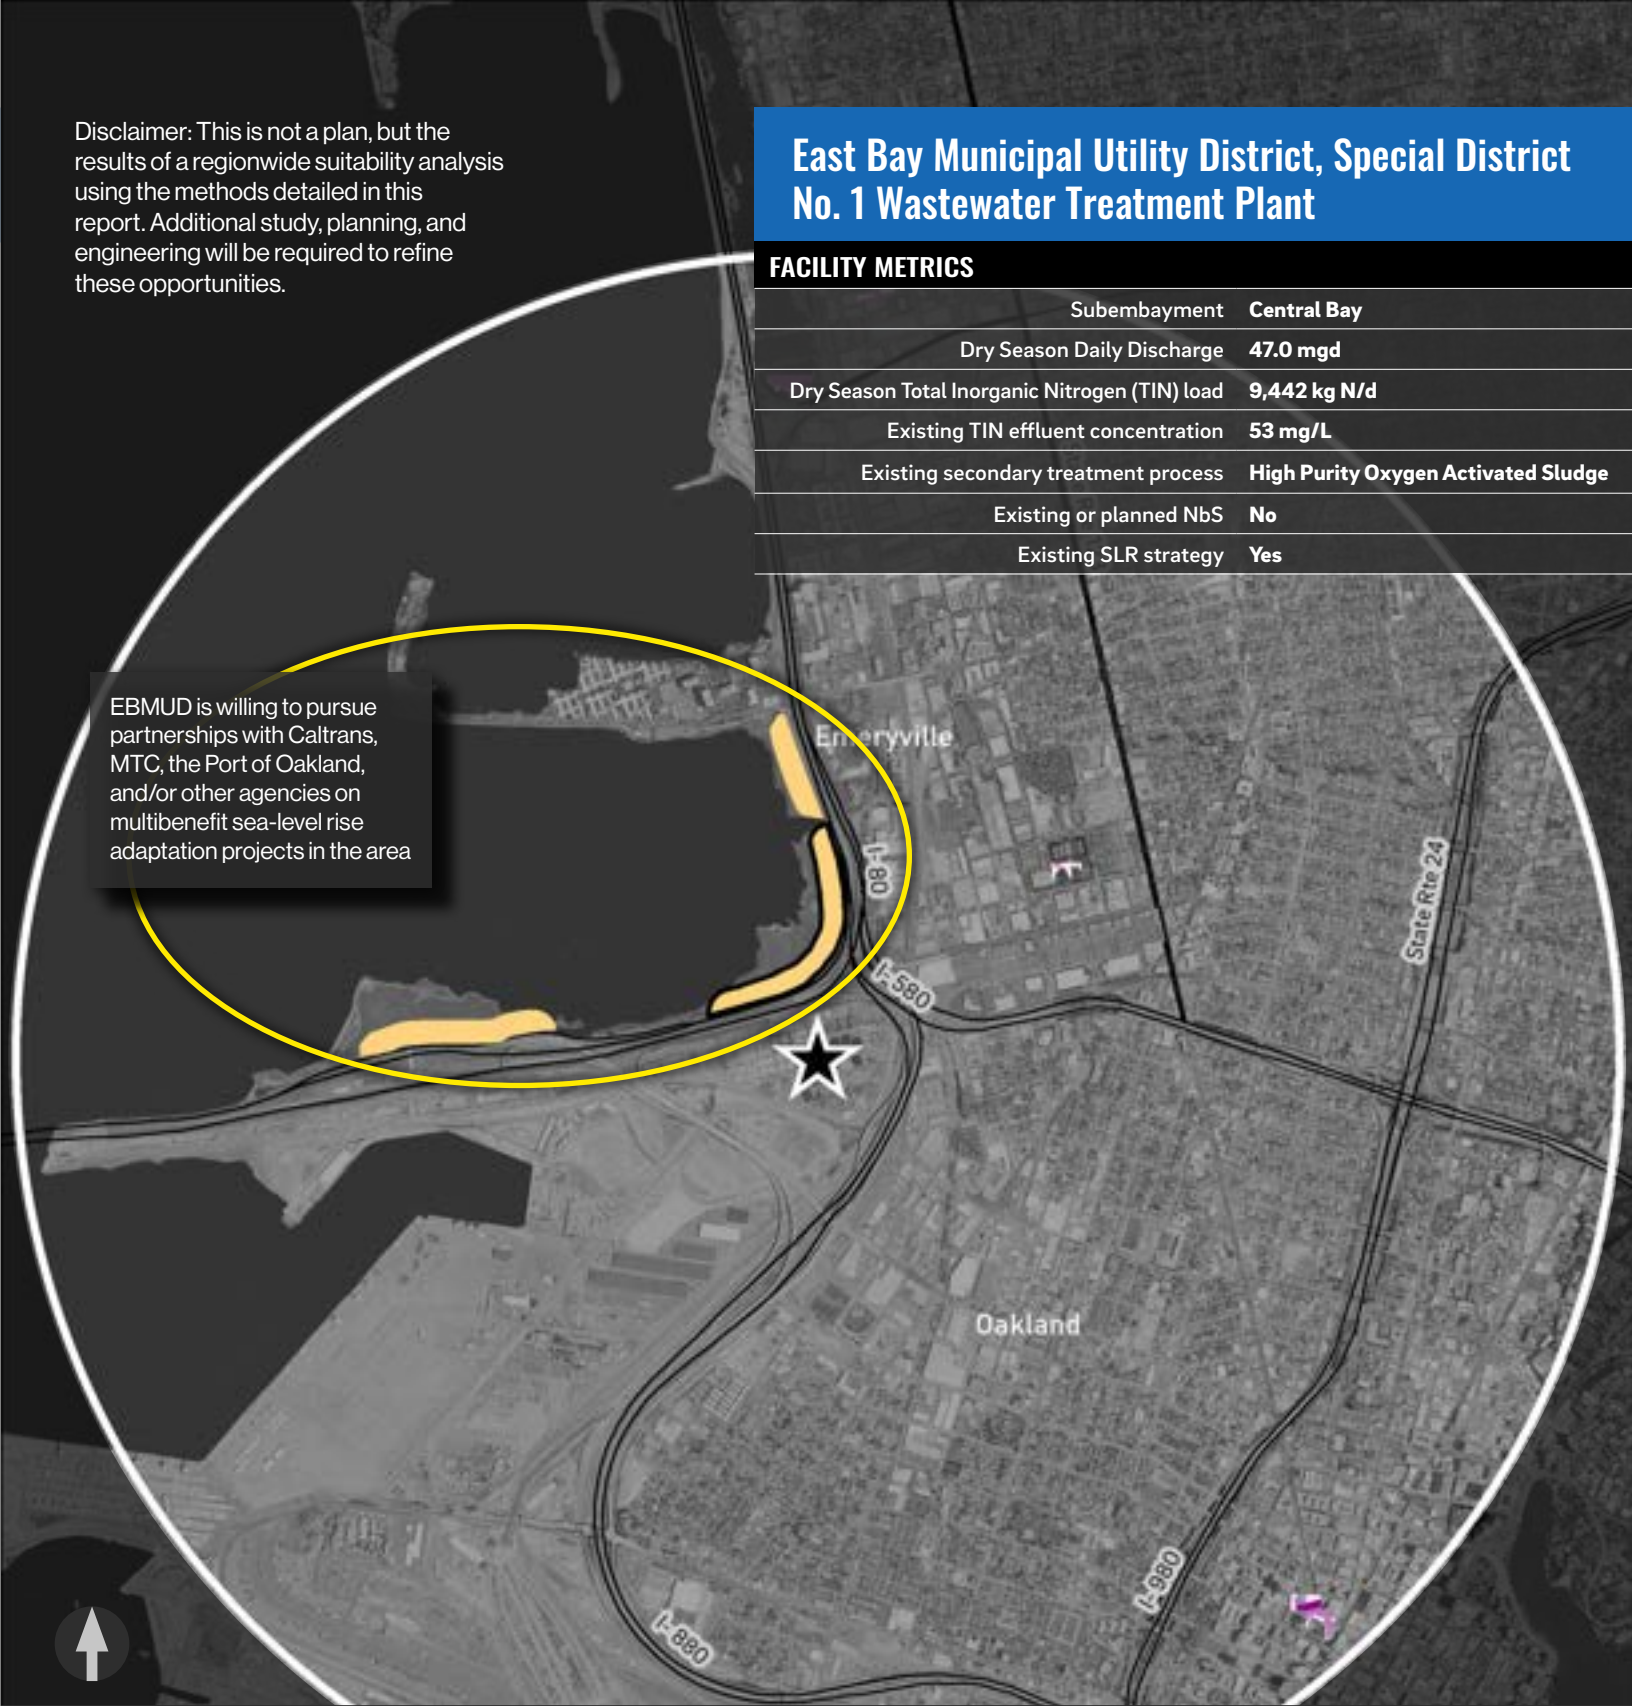 Disclaimer: This is not a plan, but the
results of a regionwide suitability analysis
using the methods detailed in this
report. Additional study, planning, and
engineering will be required to refine
these opportunities.
East Bay Municipal Utility District, Special District
No. 1 Wastewater Treatment Plant
FACILITY METRICS
Subembayment Central Bay
Dry Season Daily Discharge 47.0 mgd
Dry Season Total Inorganic Nitrogen (TIN) load 9,442 kg N/d
Existing TIN effluent concentration 53 mg/L
Existing secondary treatment process High Purity Oxygen Activated Sludge
Existing or planned NbS No
Existing SLR strategy Yes
EBMUD is willing to pursue
partnerships with Caltrans,
MTC, the Port of Oakland,
and/or other agencies on
multibenefit sea-level rise
adaptation projects in the area
Emeryville
I-80
State Rte 24
I-580
Oakland
I-980
I-880